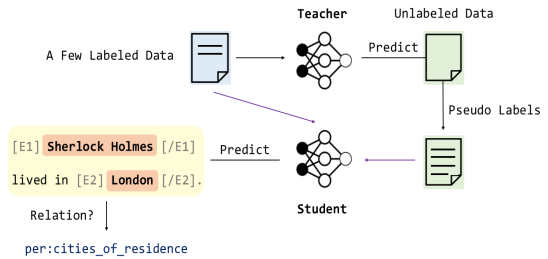 Teacher
Unlabeled Data
A Few Labeled Data
Predict
Pseudo Labels
[E1] Sherlock Holmes [/E1]
lived in [E2] London [/E2].
Predict
Student
Relation?
per:cities_of_residence